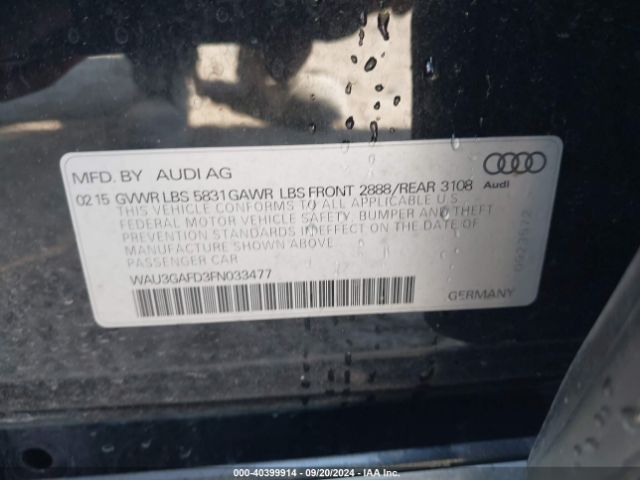 MFD. BY AUDI AG
02 15 GVWR LBS 5831 GAWR LBS FRONT 2888/REAR 3108
Audi
THIS VEHICLE CONFORMS TO ALL APPLICABLE U.S.
FEDERAL MOTOR VEHICLE SAFETY, BUMPER AND THEFT
PREVENTION STANDARDS IN EFFECT ON THE DATE OF
MANUFACTURE SHOWN ABOVE.
PASSENGER CAR
WAU3GAFD3FN033477
GERMANY
000-40399914 - 09/20/2024 - IAA Inc.